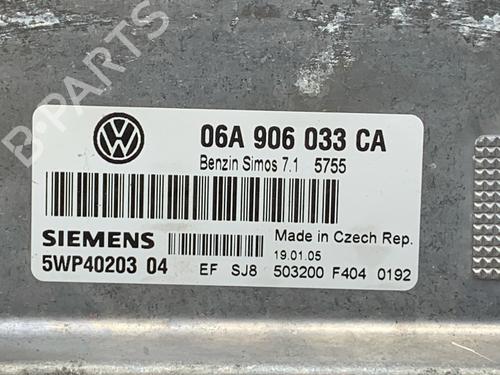 06A 906 033 CA
Benzin Simos 7.1 5755
SIEMENS
Made in Czech Rep.
19.01.05
5WP40203 04 EF SJ8 503200 F404 0192
B-PARTS